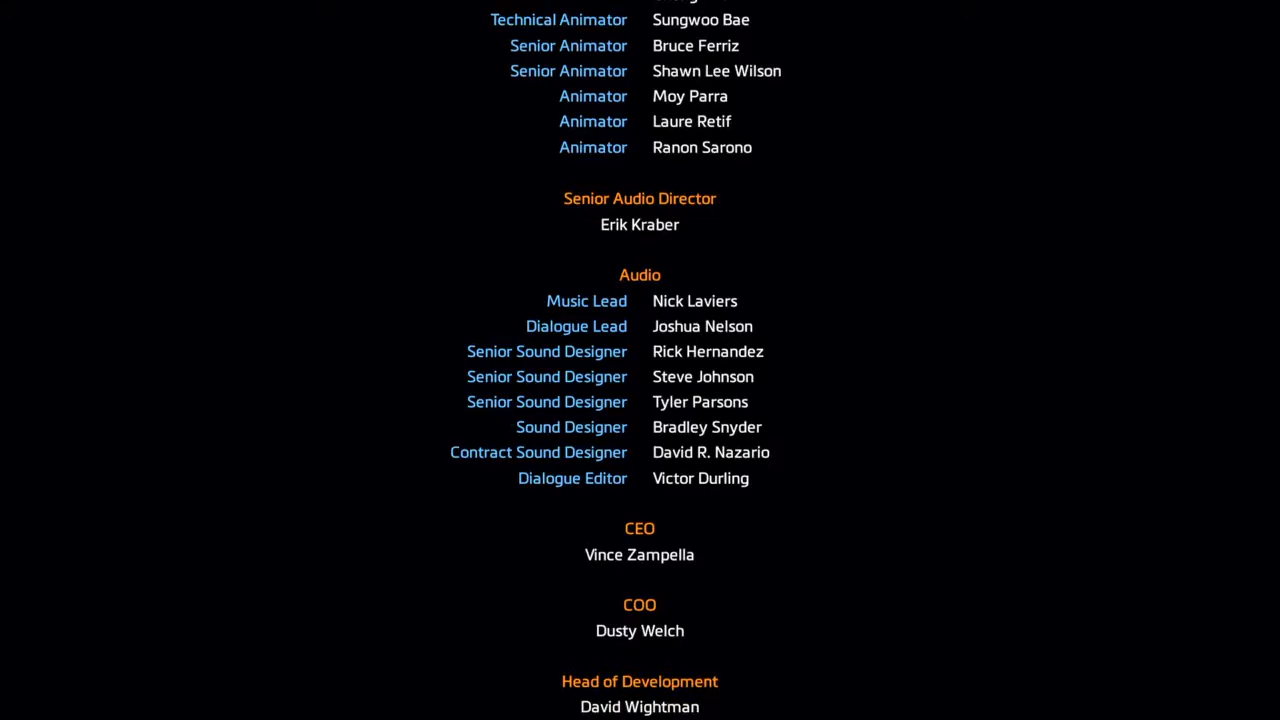 Technical Animator Sungwoo Bae
Senior Animator Bruce Ferriz
Senior Animator Shawn Lee Wilson
Animator Moy Parra
Animator Laure Retif
Animator Ranon Sarono
Senior Audio Director
Erik Kraber
Audio
Music Lead Nick Laviers
Dialogue Lead Joshua Nelson
Senior Sound Designer Rick Hernandez
Senior Sound Designer Steve Johnson
Senior Sound Designer Tyler Parsons
Sound Designer Bradley Snyder
Contract Sound Designer David R. Nazario
Dialogue Editor Victor Durling
CEO
Vince Zampella
COO
Dusty Welch
Head of Development
David Wightman